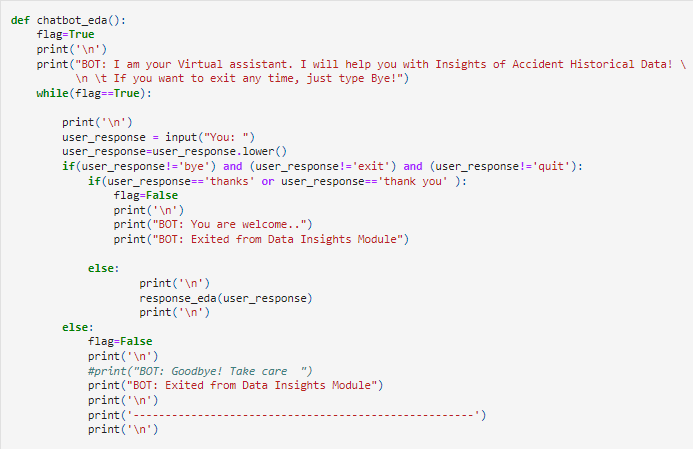 def chatbot_eda():
    flag=True
    print('\n')
    print("BOT: I am your Virtual assistant. I will help you with Insights of Accident Historical Data! \
          \n \t If you want to exit any time, just type Bye!")
    while(flag==True):

        print('\n')
        user_response = input("You: ")
        user_response=user_response.lower()
        if(user_response!='bye') and (user_response!='exit') and (user_response!='quit'):
            if(user_response=='thanks' or user_response=='thank you' ):
                flag=False
                print('\n')
                print("BOT: You are welcome..")
                print("BOT: Exited from Data Insights Module")

            else:
                    print('\n')
                    response_eda(user_response)
                    print('\n')
        else:
            flag=False
            print('\n')
            #print("BOT: Goodbye! Take care  ")
            print("BOT: Exited from Data Insights Module")
            print('\n')
            print('-----------------------------------------------------')
            print('\n')